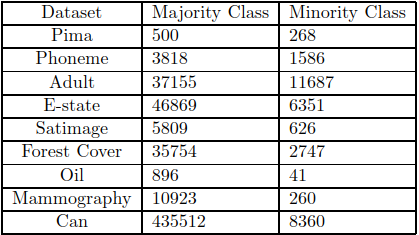 Dataset Majority Class Minority Class
Pima 500 268
Phoneme 3818 1586
Adult 37155 11687
E-state 46869 6351
Satimage 5809 626
Forest Cover 35754 2747
Oil 896 41
Mammography 10923 260
Can 435512 8360